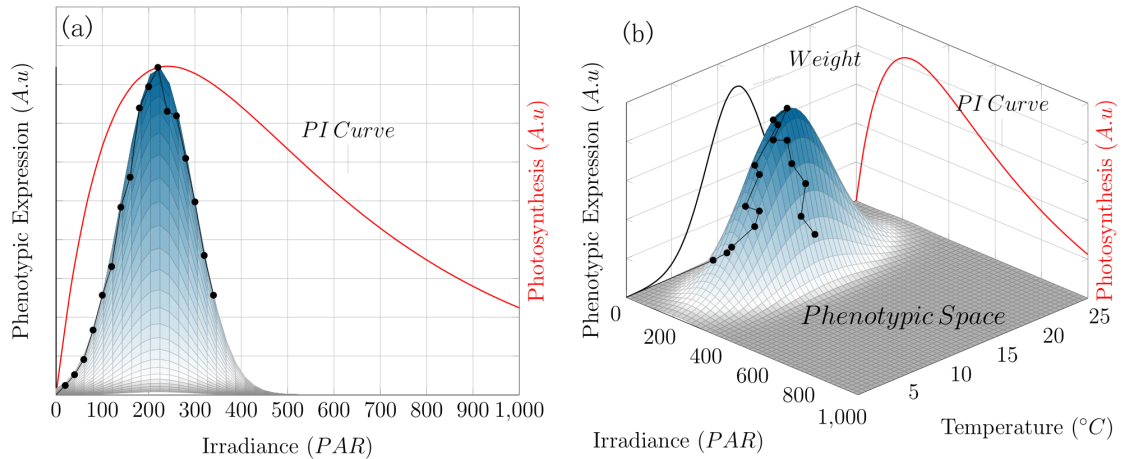 (a)
Phenotypic Expression (A.u)
PI Curve
Photosynthesis (A.u)
0 100 200 300 400 500 600 700 800 900 1,000
Irradiance (PAR)
(b)
Phenotypic Expression (A.u)
Weight
PI Curve
Photosynthesis (A.u)
Phenotypic Space
0
200
400
600
800
1,000
5
10
15
20
25
Irradiance (PAR)
Temperature (°C)